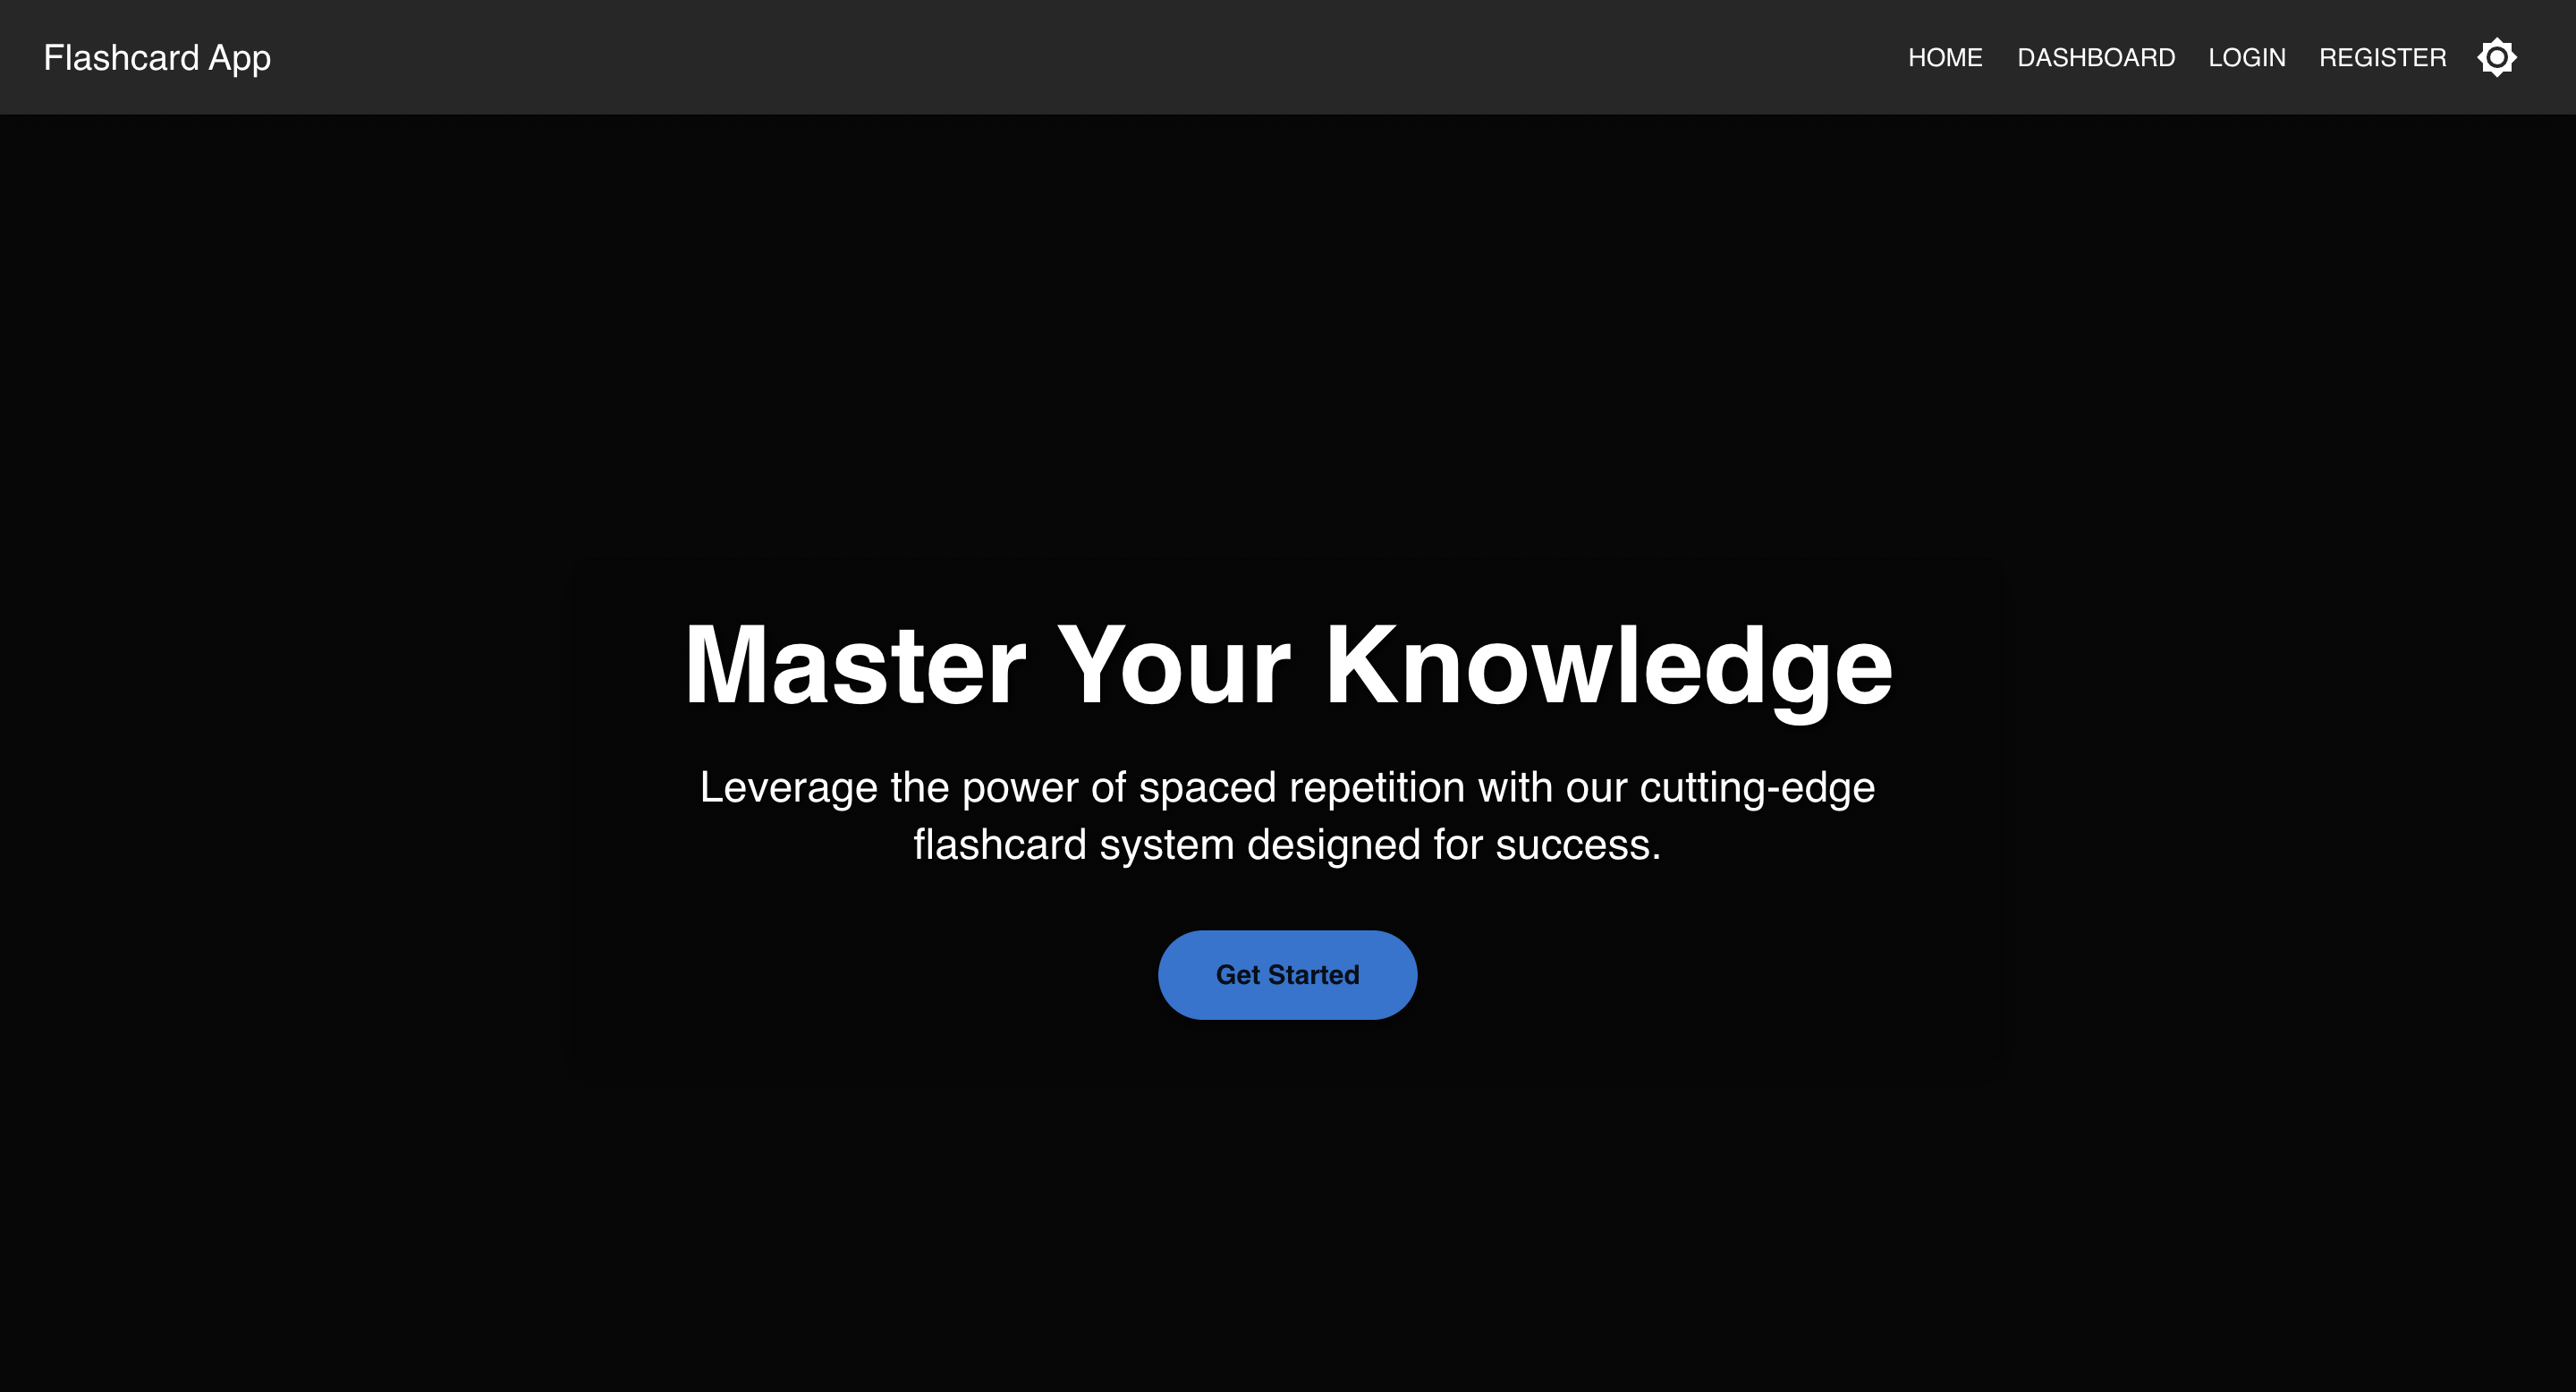 Flashcard App
HOME DASHBOARD LOGIN REGISTER
Master Your Knowledge
Leverage the power of spaced repetition with our cutting-edge
flashcard system designed for success.
Get Started